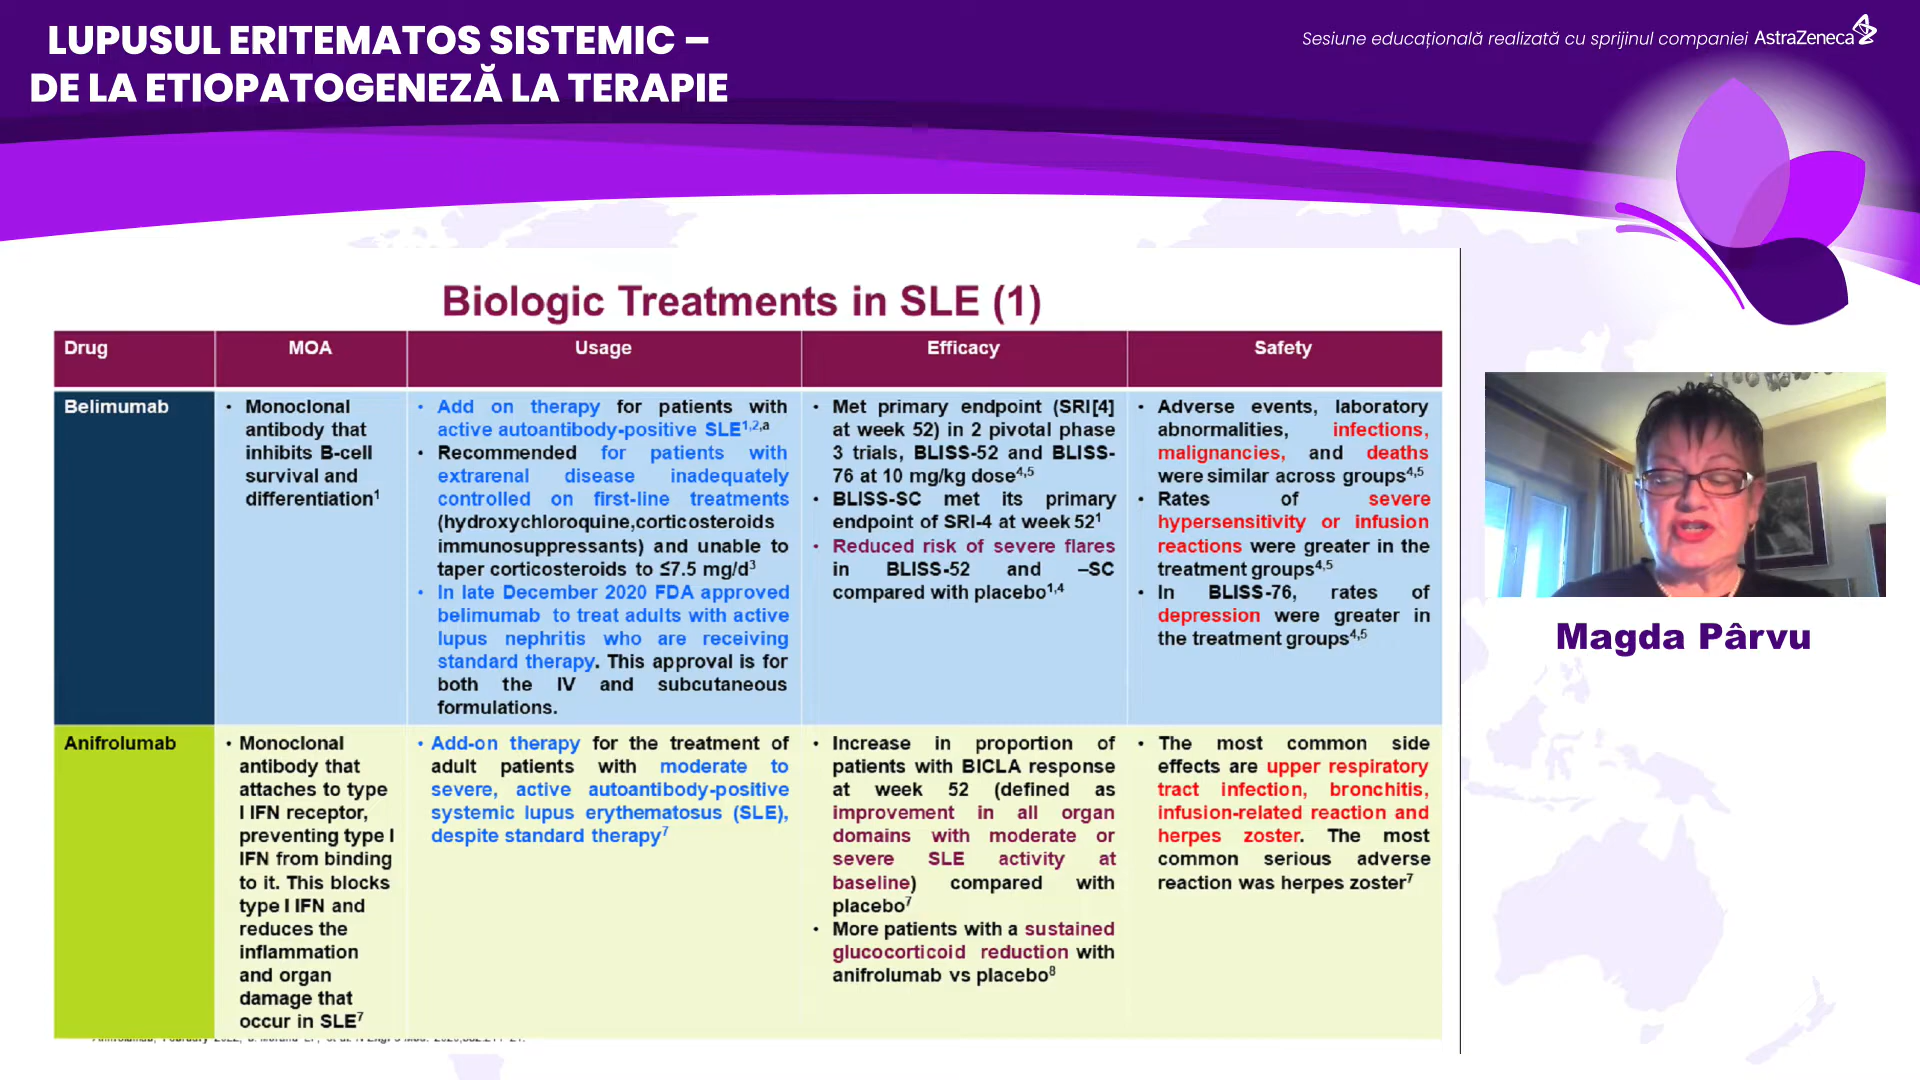 LUPUSUL ERITEMATOS SISTEMIC –
DE LA ETIOPATOGENEZĂ LA TERAPIE
Sesiune educațională realizată cu sprijinul companiei AstraZeneca
Biologic Treatments in SLE (1)
Drug
MOA
Usage
Efficacy
Safety
Belimumab
• Monoclonal
antibody that
inhibits B-cell
survival and
differentiation¹
• Add on therapy for patients with
active autoantibody-positive SLE¹,²,ᵃ
• Recommended for patients with
extrarenal disease inadequately
controlled on first-line treatments
(hydroxychloroquine,corticosteroids
immunosuppressants) and unable to
taper corticosteroids to ≤7.5 mg/d³
• In late December 2020 FDA approved
belimumab to treat adults with active
lupus nephritis who are receiving
standard therapy. This approval is for
both the IV and subcutaneous
formulations.
• Met primary endpoint (SRI[4]
at week 52) in 2 pivotal phase
3 trials, BLISS-52 and BLISS-
76 at 10 mg/kg dose⁴,⁵
• BLISS-SC met its primary
endpoint of SRI-4 at week 52¹
• Reduced risk of severe flares
in BLISS-52 and –SC
compared with placebo¹,⁴
• Adverse events, laboratory
abnormalities, infections,
malignancies, and deaths
were similar across groups⁴,⁵
• Rates of severe
hypersensitivity or infusion
reactions were greater in the
treatment groups⁴,⁵
• In BLISS-76, rates of
depression were greater in
the treatment groups⁴,⁵
Anifrolumab
• Monoclonal
antibody that
attaches to type
I IFN receptor,
preventing type I
IFN from binding
to it. This blocks
type I IFN and
reduces the
inflammation
and organ
damage that
occur in SLE⁷
• Add-on therapy for the treatment of
adult patients with moderate to
severe, active autoantibody-positive
systemic lupus erythematosus (SLE),
despite standard therapy⁷
• Increase in proportion of
patients with BICLA response
at week 52 (defined as
improvement in all organ
domains with moderate or
severe SLE activity at
baseline) compared with
placebo⁷
• More patients with a sustained
glucocorticoid reduction with
anifrolumab vs placebo⁸
• The most common side
effects are upper respiratory
tract infection, bronchitis,
infusion-related reaction and
herpes zoster. The most
common serious adverse
reaction was herpes zoster⁷
Magda Pârvu